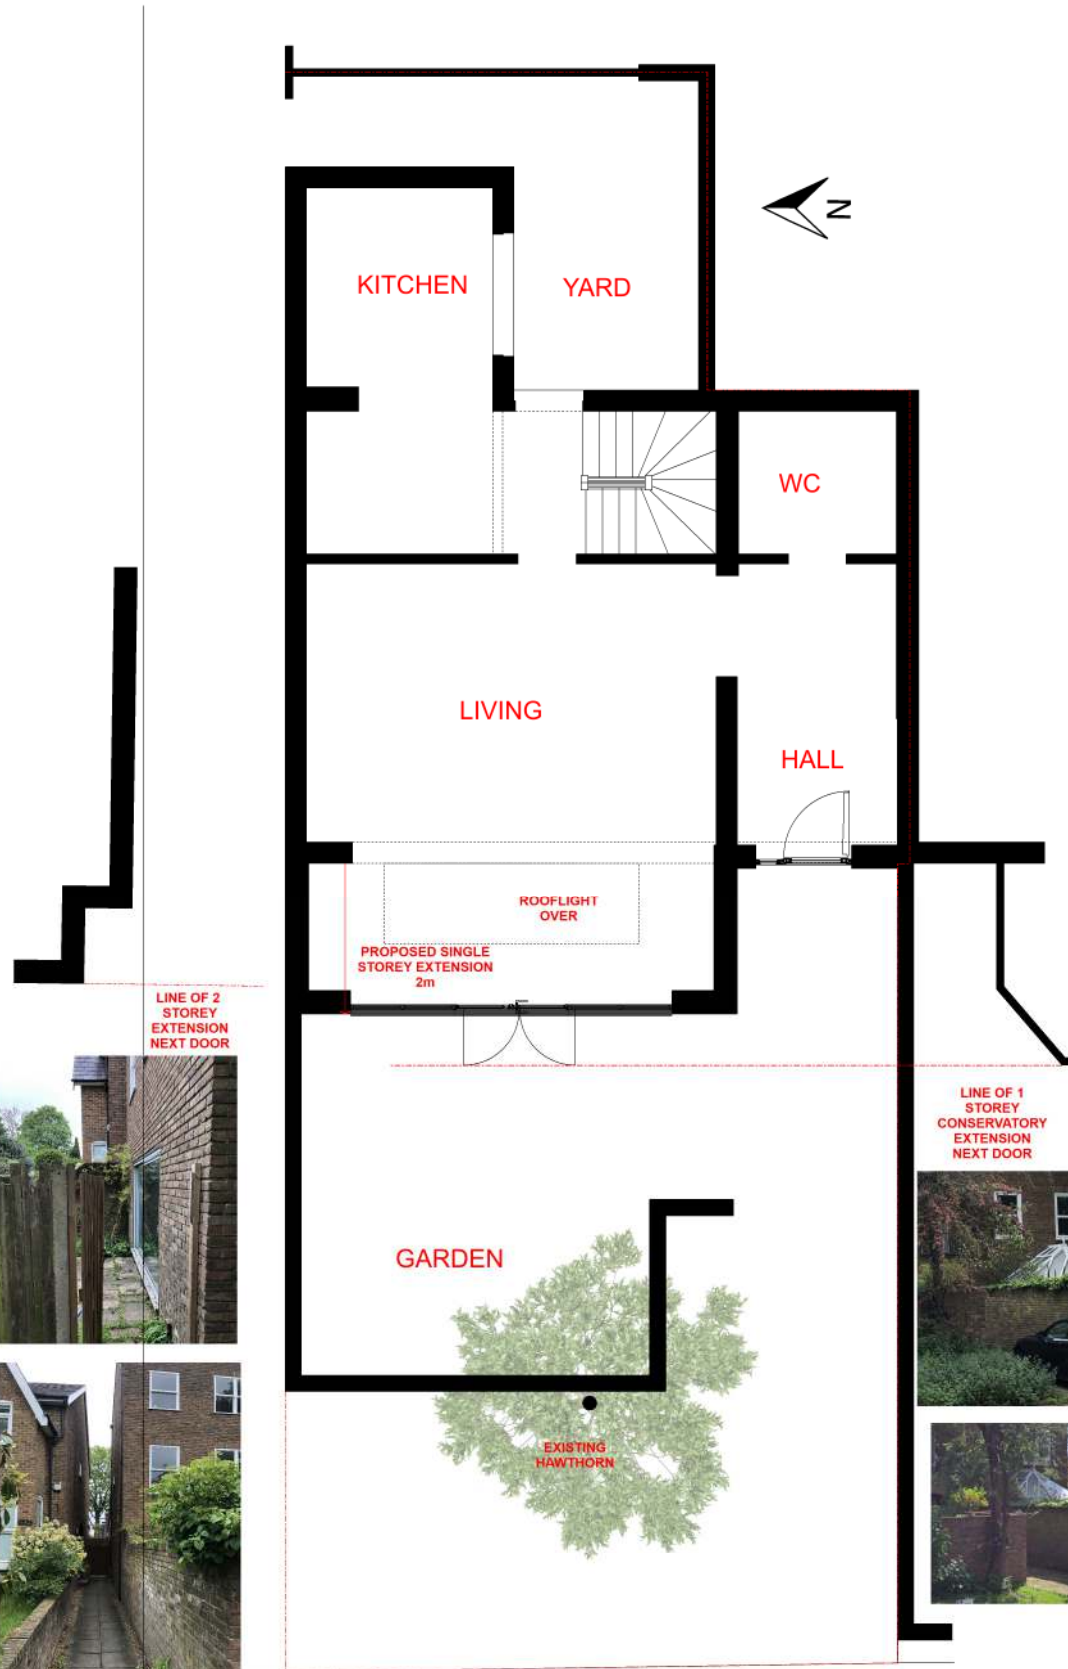 N
KITCHEN
YARD
WC
LIVING
HALL
ROOFLIGHT
OVER
PROPOSED SINGLE
STOREY EXTENSION
2m
LINE OF 2
STOREY
EXTENSION
NEXT DOOR
LINE OF 1
STOREY
CONSERVATORY
EXTENSION
NEXT DOOR
GARDEN
EXISTING
HAWTHORN